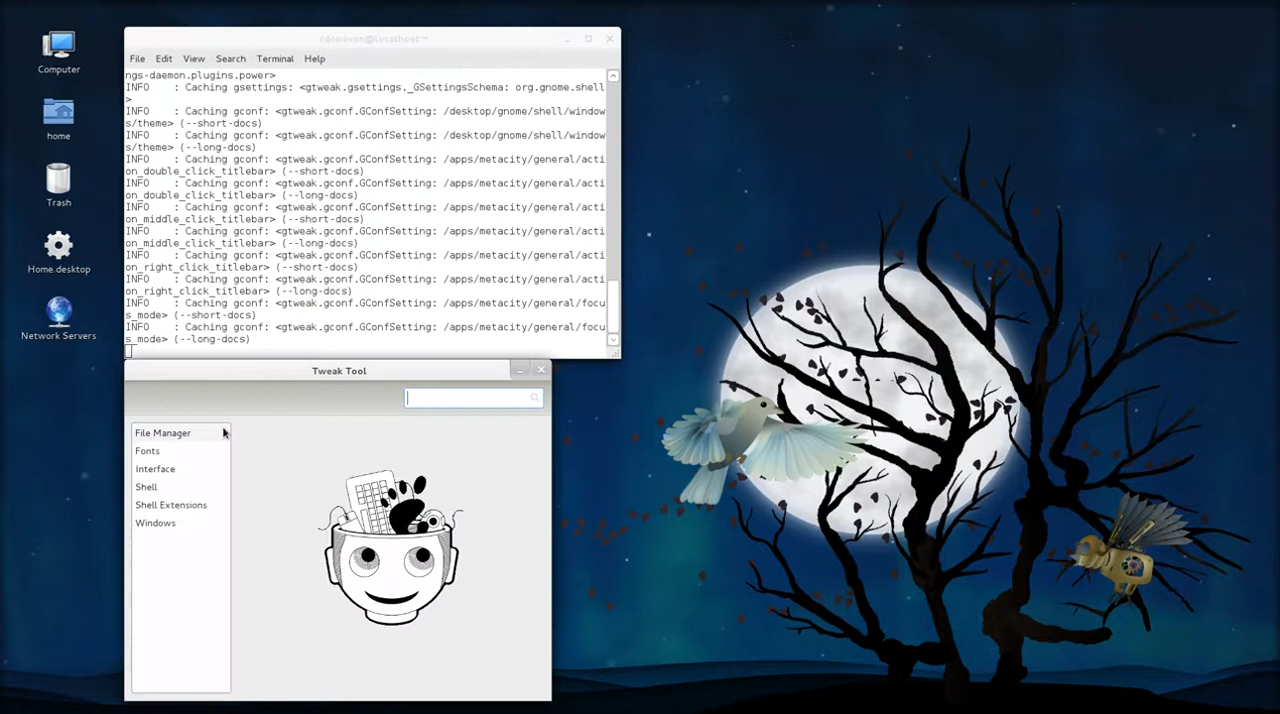 Computer
home
Trash
Home.desktop
Network Servers
rdonovan@localhost:~
File Edit View Search Terminal Help
ngs-daemon.plugins.power>
INFO : Caching gsettings: <gtweak.gsettings._GSettingsSchema: org.gnome.shell
>
INFO : Caching gconf: <gtweak.gconf.GConfSetting: /desktop/gnome/shell/window
s/theme> (--short-docs)
INFO : Caching gconf: <gtweak.gconf.GConfSetting: /desktop/gnome/shell/window
s/theme> (--long-docs)
INFO : Caching gconf: <gtweak.gconf.GConfSetting: /apps/metacity/general/acti
on_double_click_titlebar> (--short-docs)
INFO : Caching gconf: <gtweak.gconf.GConfSetting: /apps/metacity/general/acti
on_double_click_titlebar> (--long-docs)
INFO : Caching gconf: <gtweak.gconf.GConfSetting: /apps/metacity/general/acti
on_middle_click_titlebar> (--short-docs)
INFO : Caching gconf: <gtweak.gconf.GConfSetting: /apps/metacity/general/acti
on_middle_click_titlebar> (--long-docs)
INFO : Caching gconf: <gtweak.gconf.GConfSetting: /apps/metacity/general/acti
on_right_click_titlebar> (--short-docs)
INFO : Caching gconf: <gtweak.gconf.GConfSetting: /apps/metacity/general/acti
on_right_click_titlebar> (--long-docs)
INFO : Caching gconf: <gtweak.gconf.GConfSetting: /apps/metacity/general/focu
s_mode> (--short-docs)
INFO : Caching gconf: <gtweak.gconf.GConfSetting: /apps/metacity/general/focu
s_mode> (--long-docs)
Tweak Tool
File Manager
Fonts
Interface
Shell
Shell Extensions
Windows